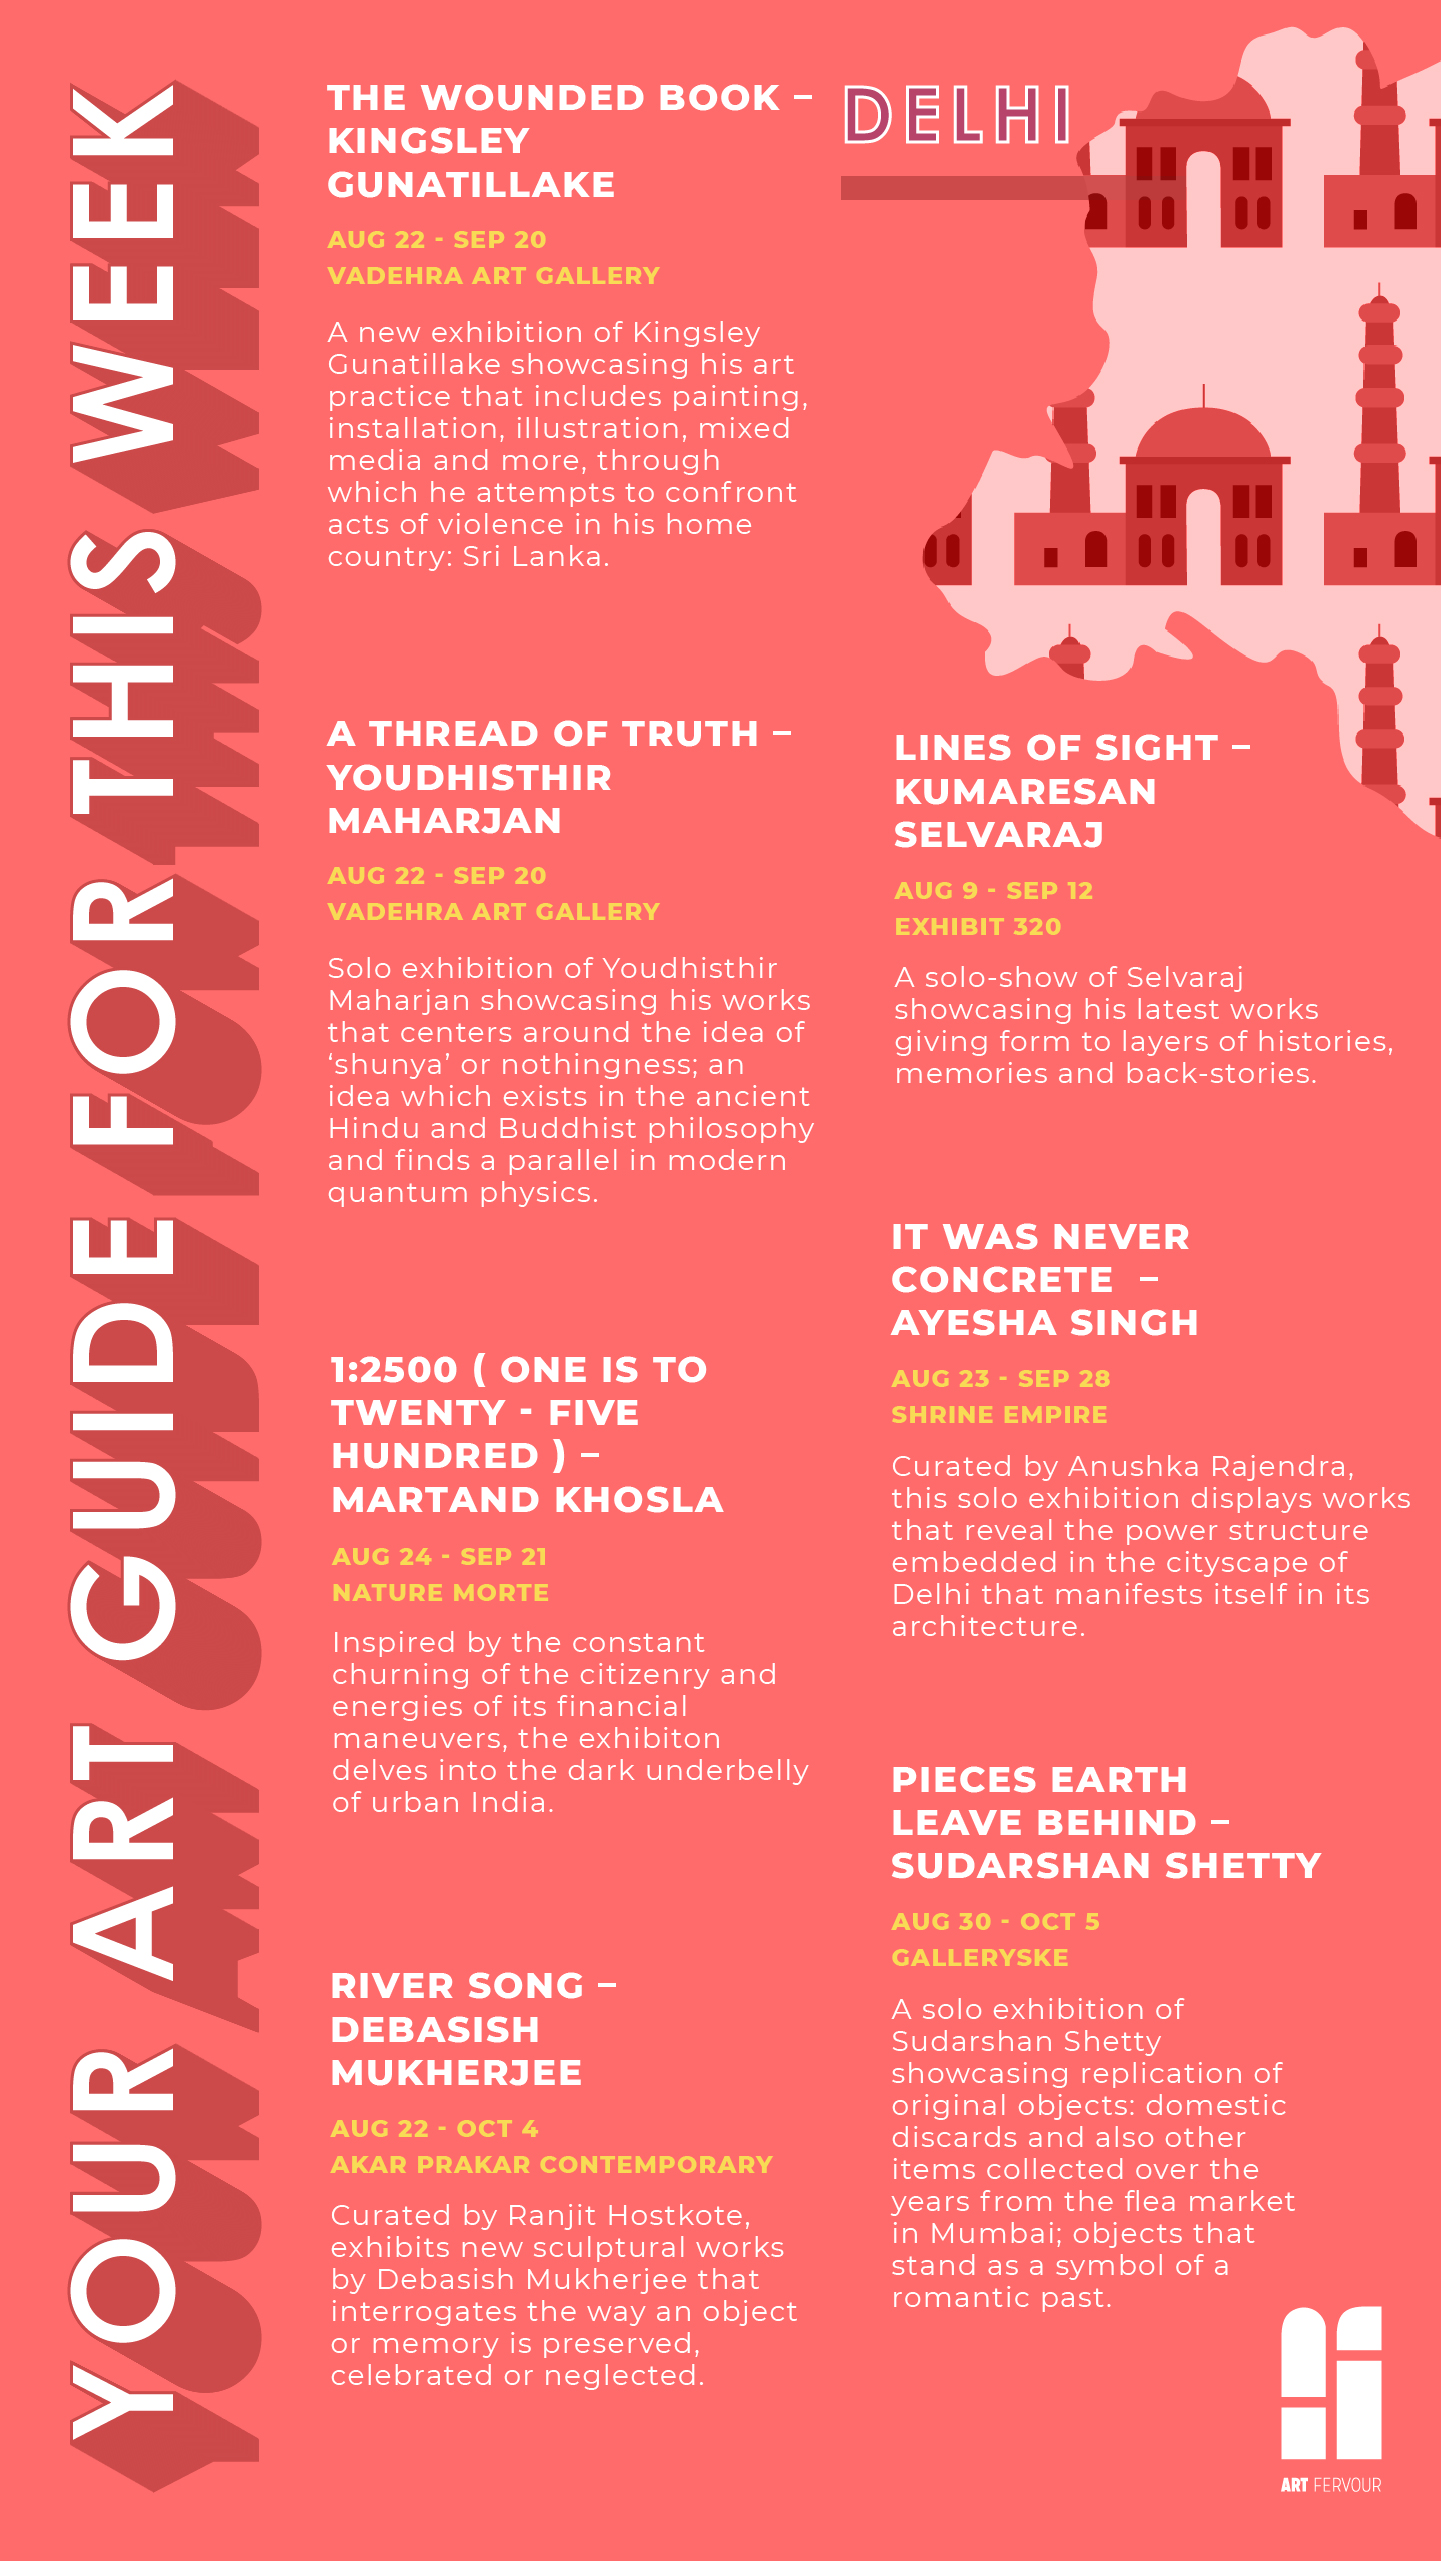 YOUR ART GUIDE FOR THIS WEEK
DELHI
THE WOUNDED BOOK –
KINGSLEY
GUNATILLAKE
AUG 22 - SEP 20
VADEHRA ART GALLERY
A new exhibition of Kingsley
Gunatillake showcasing his art
practice that includes painting,
installation, illustration, mixed
media and more, through
which he attempts to confront
acts of violence in his home
country: Sri Lanka.
A THREAD OF TRUTH –
YOUDHISTHIR
MAHARJAN
AUG 22 - SEP 20
VADEHRA ART GALLERY
Solo exhibition of Youdhisthir
Maharjan showcasing his works
that centers around the idea of
‘shunya’ or nothingness; an
idea which exists in the ancient
Hindu and Buddhist philosophy
and finds a parallel in modern
quantum physics.
1:2500 ( ONE IS TO
TWENTY - FIVE
HUNDRED ) –
MARTAND KHOSLA
AUG 24 - SEP 21
NATURE MORTE
Inspired by the constant
churning of the citizenry and
energies of its financial
maneuvers, the exhibiton
delves into the dark underbelly
of urban India.
RIVER SONG –
DEBASISH
MUKHERJEE
AUG 22 - OCT 4
AKAR PRAKAR CONTEMPORARY
Curated by Ranjit Hostkote,
exhibits new sculptural works
by Debasish Mukherjee that
interrogates the way an object
or memory is preserved,
celebrated or neglected.
LINES OF SIGHT –
KUMARESAN
SELVARAJ
AUG 9 - SEP 12
EXHIBIT 320
A solo-show of Selvaraj
showcasing his latest works
giving form to layers of histories,
memories and back-stories.
IT WAS NEVER
CONCRETE –
AYESHA SINGH
AUG 23 - SEP 28
SHRINE EMPIRE
Curated by Anushka Rajendra,
this solo exhibition displays works
that reveal the power structure
embedded in the cityscape of
Delhi that manifests itself in its
architecture.
PIECES EARTH
LEAVE BEHIND –
SUDARSHAN SHETTY
AUG 30 - OCT 5
GALLERYSKE
A solo exhibition of
Sudarshan Shetty
showcasing replication of
original objects: domestic
discards and also other
items collected over the
years from the flea market
in Mumbai; objects that
stand as a symbol of a
romantic past.
ART FERVOUR